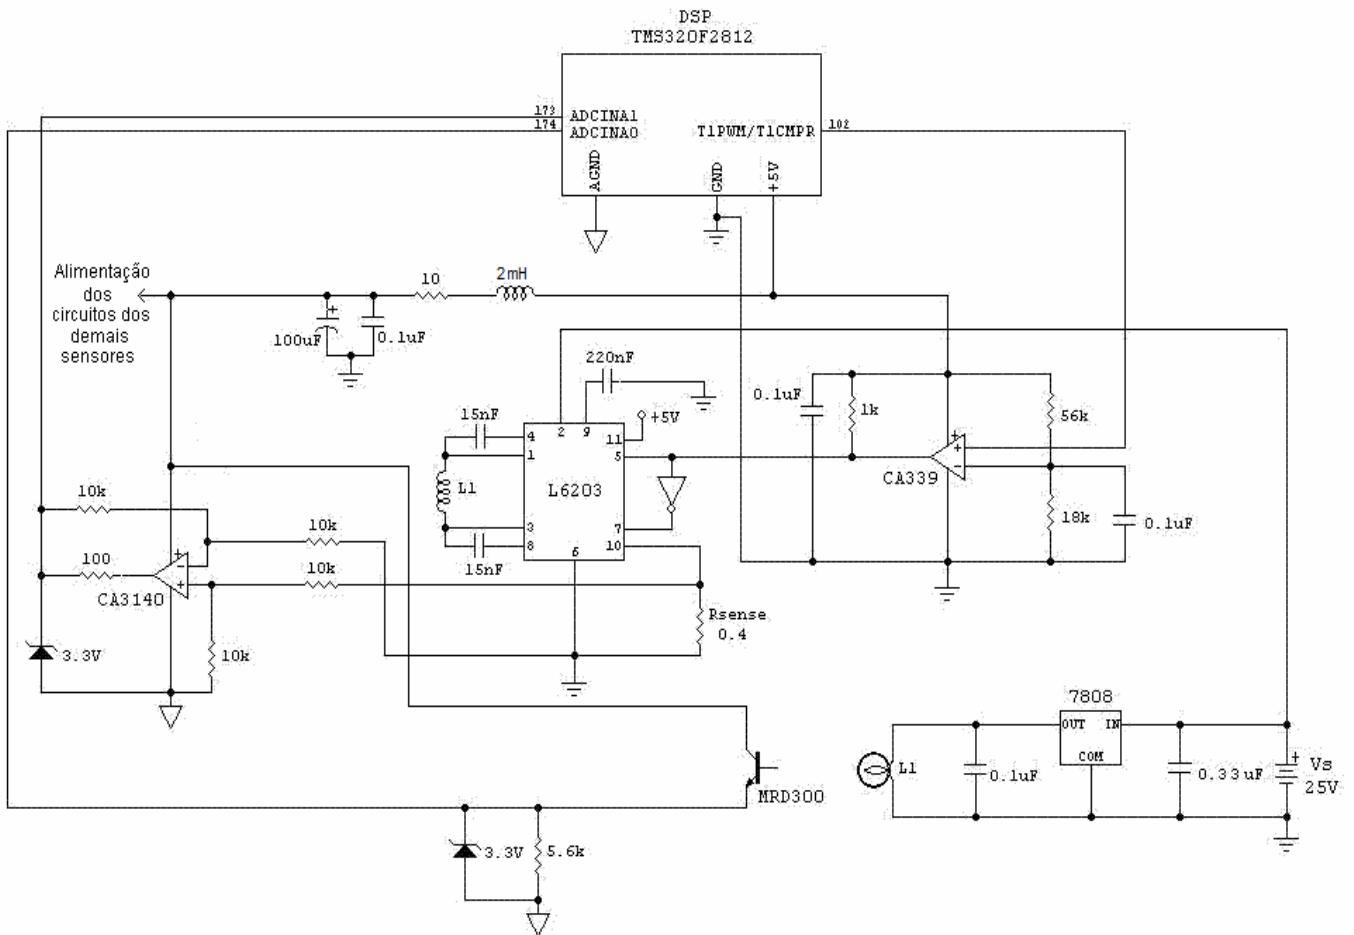 DSP
TMS320F2812
173
ADCINA1
174
ADCINA0
T1PWM/T1CMPR
102
AGND
GND
+5V
Alimentação
dos
circuitos dos
demais
sensores
10
2mH
100uF
+
0.1uF
220nF
15nF
+5V
4
2
9
11
1
5
L1
L6203
3
7
8
6
10
15nF
0.1uF
1k
56k
+
+
-
CA339
18k
0.1uF
10k
10k
100
10k
+
-
+
CA3140
3.3V
10k
Rsense
0.4
7808
OUT
IN
COM
L1
0.1uF
0.33uF
+
Vs
25V
MRD300
3.3V
5.6k